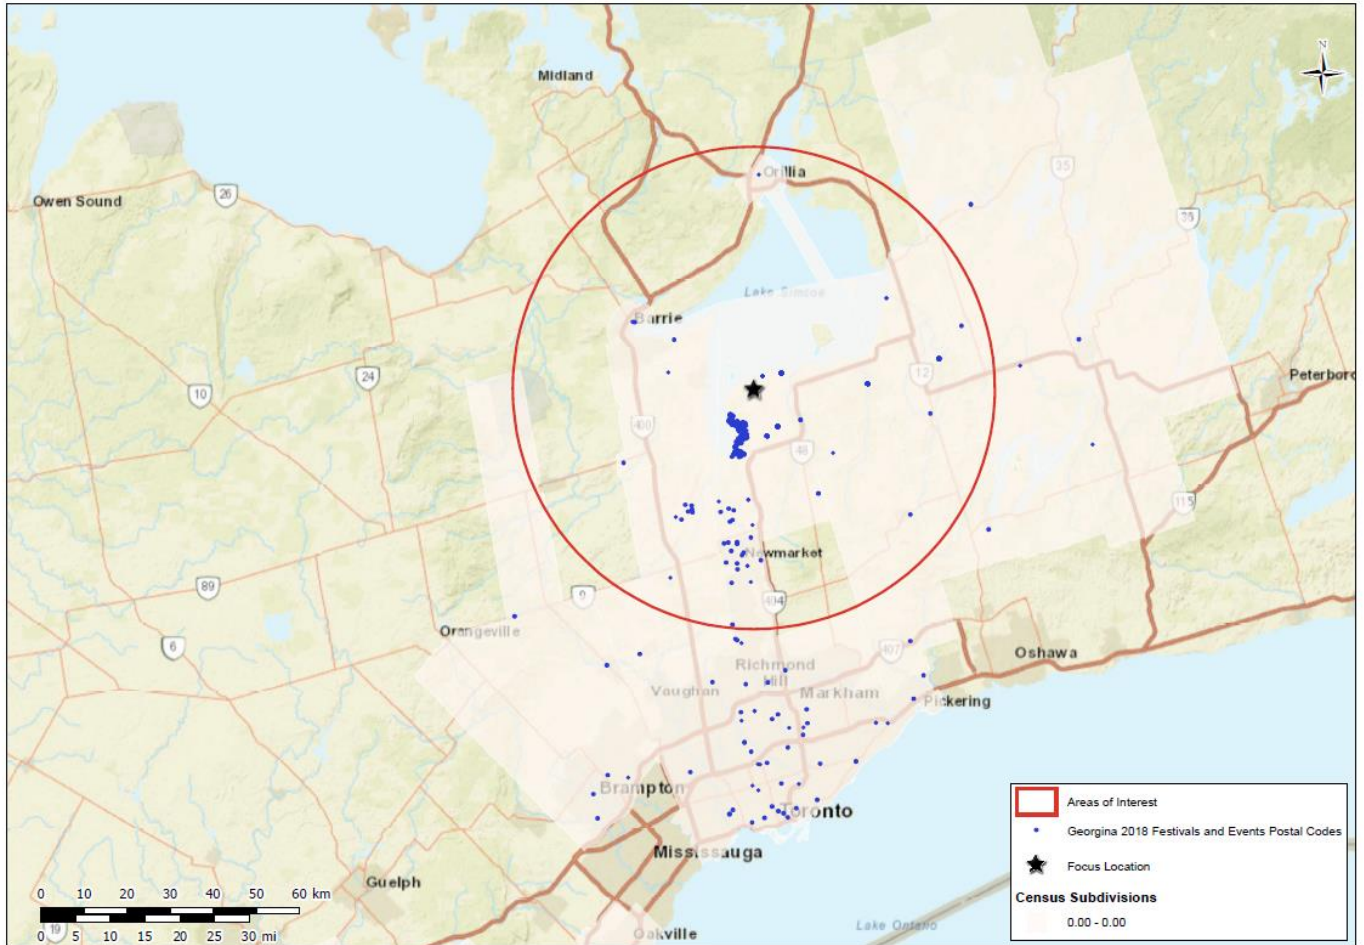 N
Midland
35
Orillia
26
Owen Sound
35
Lake Simcoe
Barrie
24
12
Peterboro
10
400
48
115
Newmarket
89
9
404
Orangeville
6
407
Oshawa
Richmond
Hill
Vaughan
Markham
Pickering
Brampton
Toronto
Areas of Interest
Georgina 2018 Festivals and Events Postal Codes
Mississauga
Focus Location
Guelph
0 10 20 30 40 50 60 km
Census Subdivisions
0.00 - 0.00
19
Lake Ontario
Oakville
0 5 10 15 20 25 30 mi